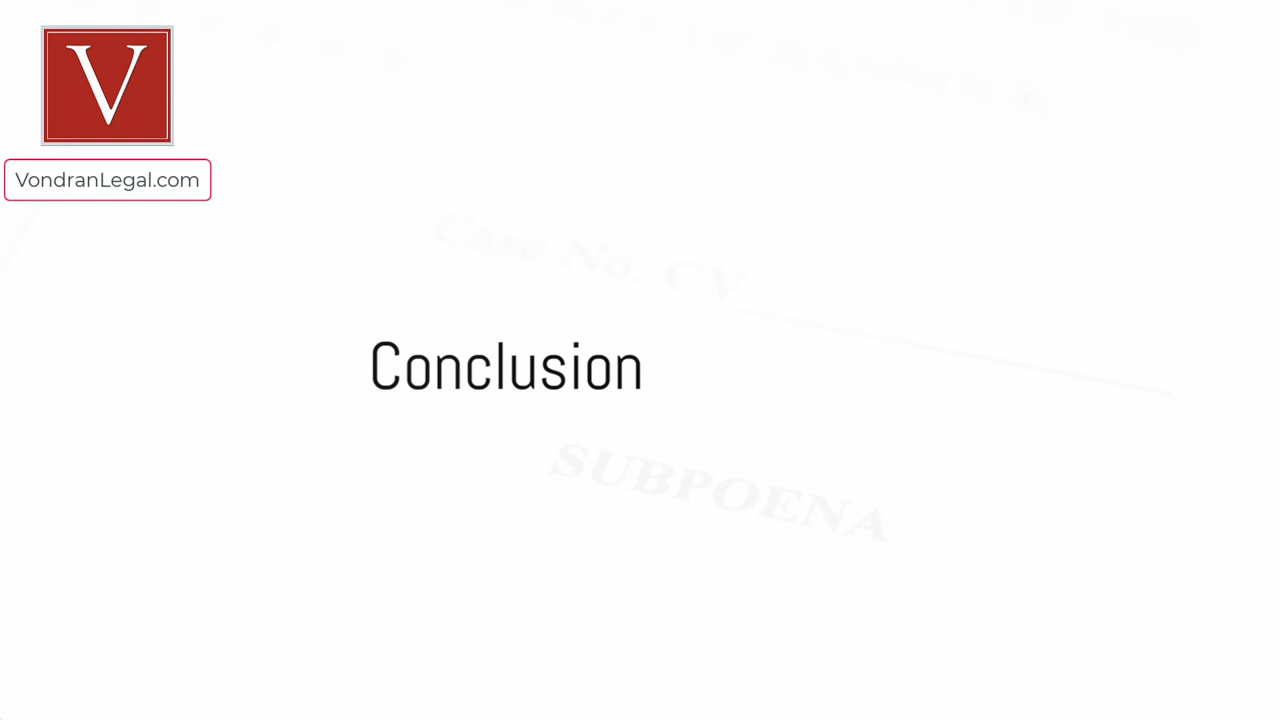 V
VondranLegal.com
Case No. CV
Conclusion
SUBPOENA